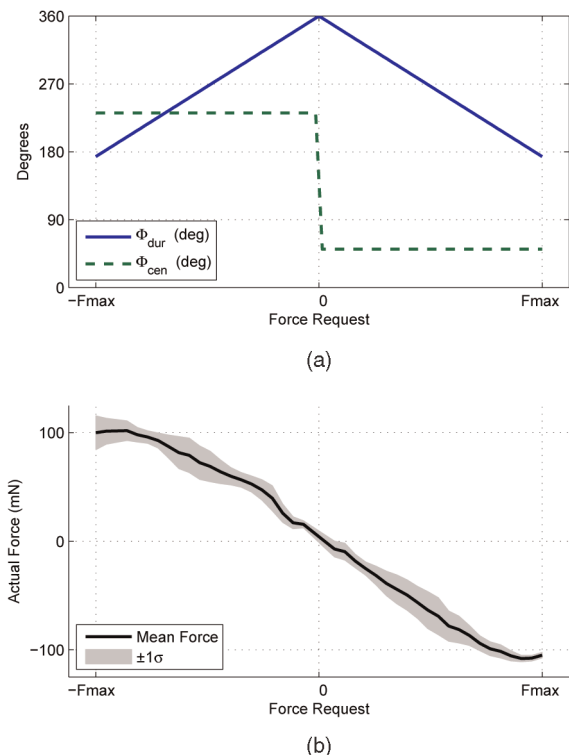 360
270
180
90
0
Degrees
Φdur (deg)
Φcen (deg)
−Fmax
0
Fmax
Force Request
(a)
100
0
−100
Actual Force (mN)
Mean Force
±1σ
−Fmax
0
Fmax
Force Request
(b)